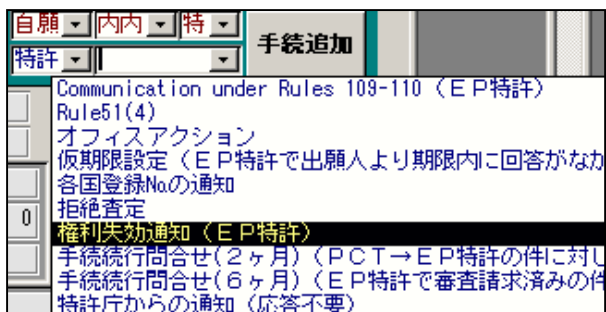 自願 内内 特 手続追加
特許
Communication under Rules 109-110 (ＥＰ特許)
Rule51(4)
オフィスアクション
仮期限設定（ＥＰ特許で出願人より期限内に回答がなか
各国登録Noの通知
拒絶査定
0
権利失効通知（ＥＰ特許）
手続続行問合せ(２ヶ月)（ＰＣＴ→ＥＰ特許の件に対し
手続続行問合せ(６ヶ月)（ＥＰ特許で審査請求済みの件
特許庁からの通知（応答不要）